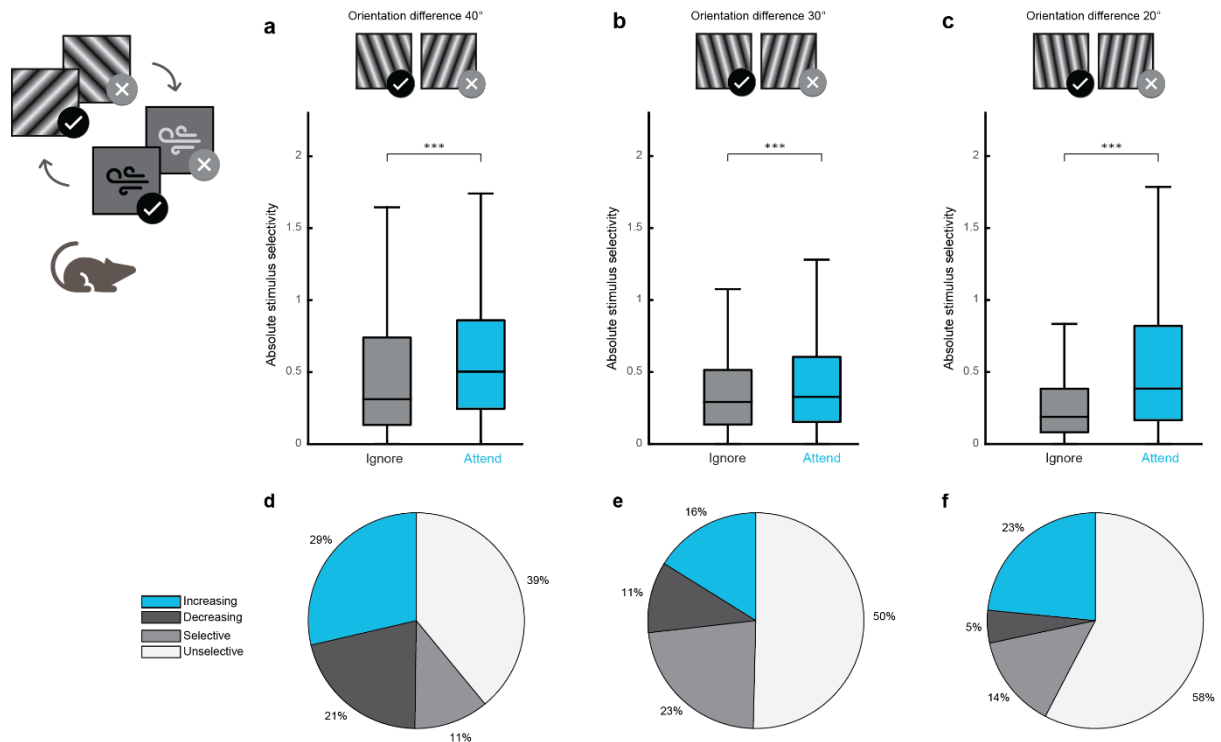 a
Orientation difference 40°
b
Orientation difference 30°
c
Orientation difference 20°
***
***
***
Absolute stimulus selectivity
2
1.5
1
0.5
0
Ignore
Attend
Absolute stimulus selectivity
2
1.5
1
0.5
0
Ignore
Attend
Absolute stimulus selectivity
2
1.5
1
0.5
0
Ignore
Attend
Increasing
Decreasing
Selective
Unselective
d
29%
39%
21%
11%
e
16%
11%
50%
23%
f
23%
5%
14%
58%